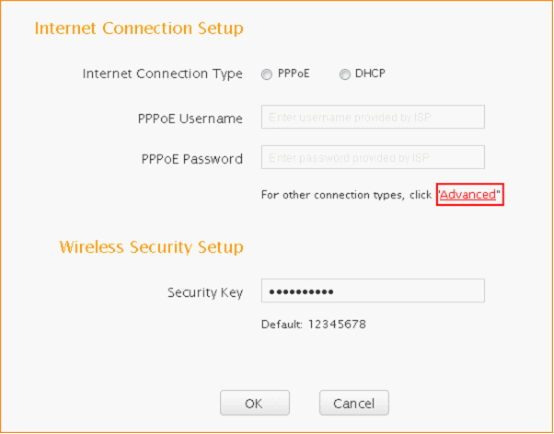 Internet Connection Setup
Internet Connection Type PPPoE DHCP
PPPoE Username Enter username provided by ISP
PPPoE Password Enter password provided by ISP
For other connection types, click "Advanced"
Wireless Security Setup
Security Key ••••••••••
Default: 12345678
OK Cancel